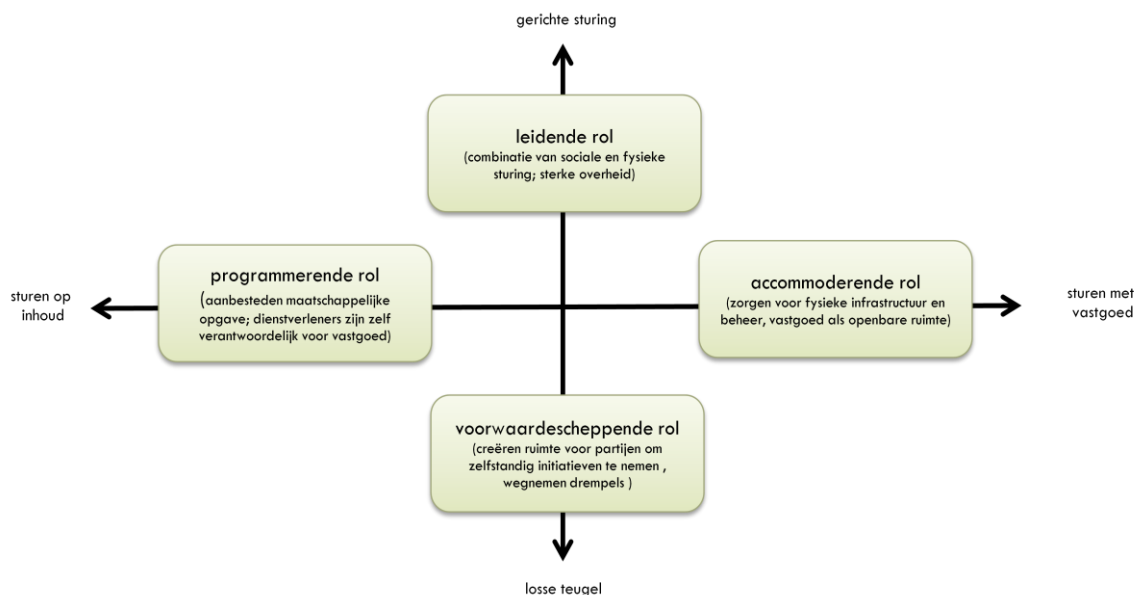 gerichte sturing
leidende rol
(combinatie van sociale en fysieke
sturing; sterke overheid)
programmerende rol
(aanbesteden maatschappelijke
opgave; dienstverleners zijn zelf
verantwoordelijk voor vastgoed)
accommoderende rol
(zorgen voor fysieke infrastructuur en
beheer, vastgoed als openbare ruimte)
sturen op
inhoud
sturen met
vastgoed
voorwaardescheppende rol
(creëren ruimte voor partijen om
zelfstandig initiatieven te nemen ,
wegnemen drempels )
losse teugel